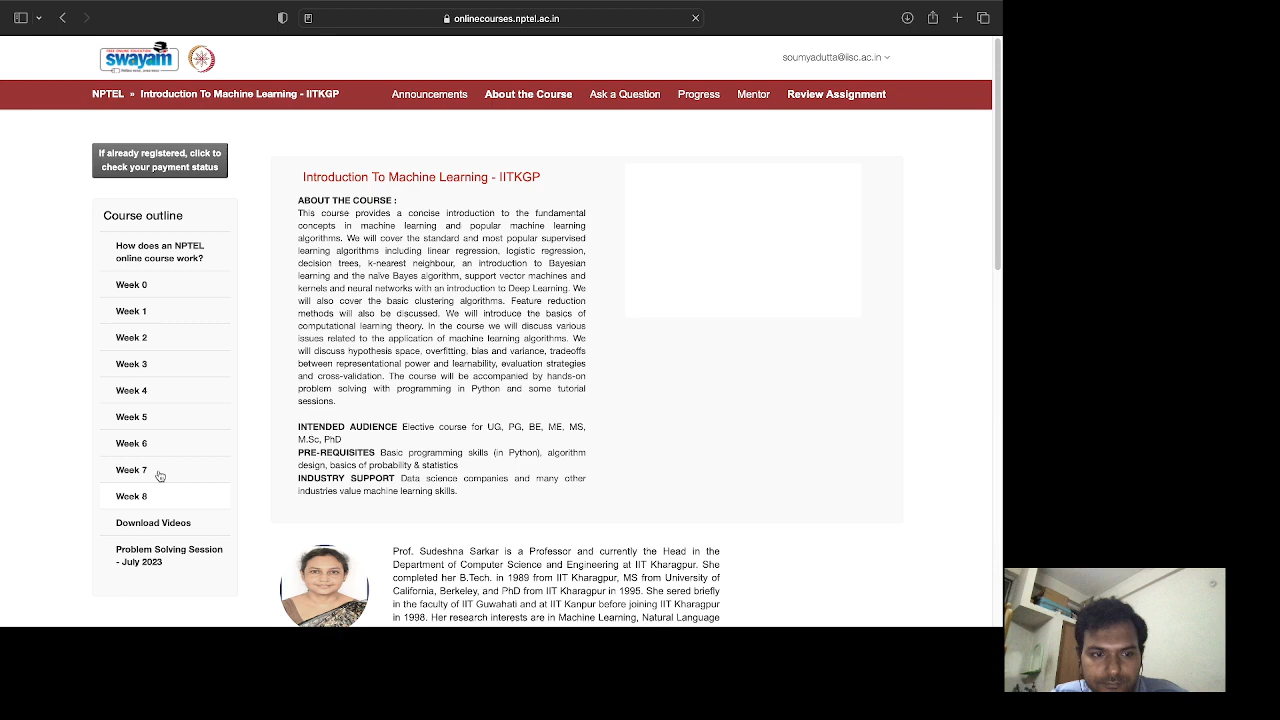 onlinecourses.nptel.ac.in
swayam
soumyadutta@iisc.ac.in
NPTEL » Introduction To Machine Learning - IITKGP
Announcements About the Course Ask a Question Progress Mentor Review Assignment
If already registered, click to
check your payment status
Course outline
How does an NPTEL
online course work?
Week 0
Week 1
Week 2
Week 3
Week 4
Week 5
Week 6
Week 7
Week 8
Download Videos
Problem Solving Session
- July 2023
Introduction To Machine Learning - IITKGP
ABOUT THE COURSE :
This course provides a concise introduction to the fundamental
concepts in machine learning and popular machine learning
algorithms. We will cover the standard and most popular supervised
learning algorithms including linear regression, logistic regression,
decision trees, k-nearest neighbour, an introduction to Bayesian
learning and the naïve Bayes algorithm, support vector machines and
kernels and neural networks with an introduction to Deep Learning. We
will also cover the basic clustering algorithms. Feature reduction
methods will also be discussed. We will introduce the basics of
computational learning theory. In the course we will discuss various
issues related to the application of machine learning algorithms. We
will discuss hypothesis space, overfitting, bias and variance, tradeoffs
between representational power and learnability, evaluation strategies
and cross-validation. The course will be accompanied by hands-on
problem solving with programming in Python and some tutorial
sessions.
INTENDED AUDIENCE Elective course for UG, PG, BE, ME, MS,
M.Sc, PhD
PRE-REQUISITES Basic programming skills (in Python), algorithm
design, basics of probability & statistics
INDUSTRY SUPPORT Data science companies and many other
industries value machine learning skills.
Prof. Sudeshna Sarkar is a Professor and currently the Head in the
Department of Computer Science and Engineering at IIT Kharagpur. She
completed her B.Tech. in 1989 from IIT Kharagpur, MS from University of
California, Berkeley, and PhD from IIT Kharagpur in 1995. She sered briefly
in the faculty of IIT Guwahati and at IIT Kanpur before joining IIT Kharagpur
in 1998. Her research interests are in Machine Learning, Natural Language